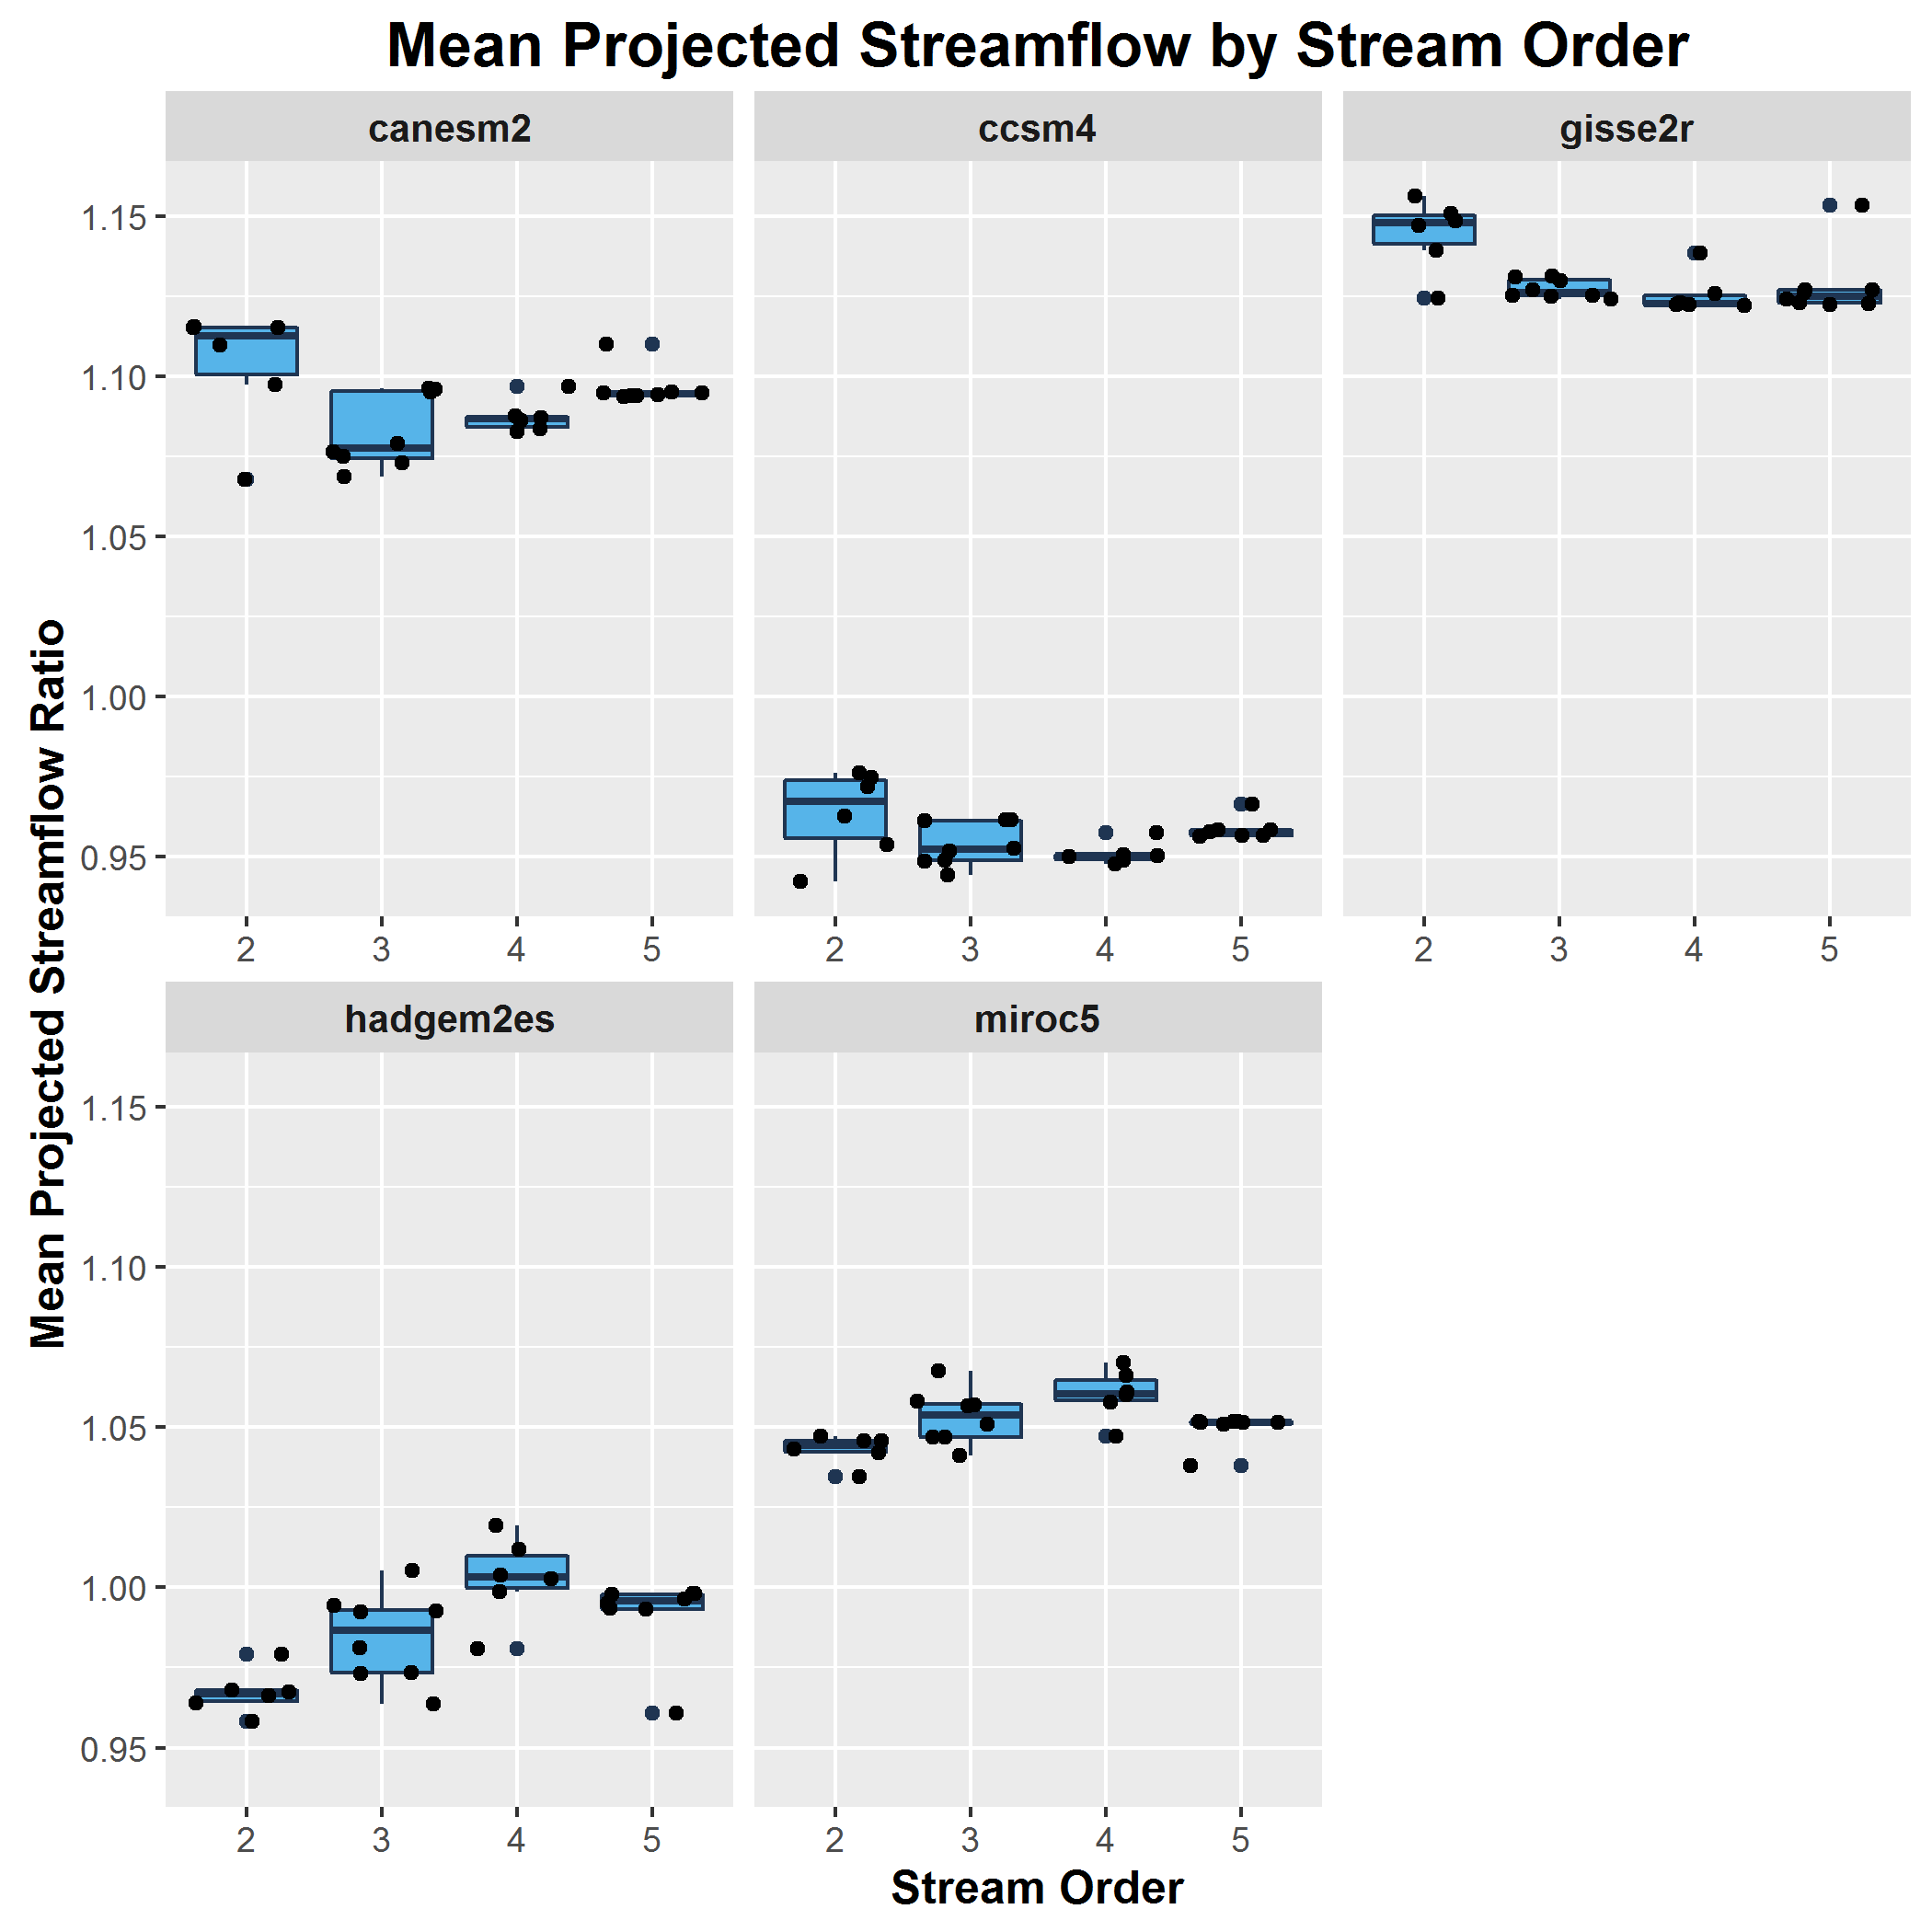 Mean Projected Streamflow by Stream Order
canesm2
ccsm4
gisse2r
1.15
1.10
1.05
1.00
0.95
2 3 4 5
2 3 4 5
2 3 4 5
hadgem2es
miroc5
1.15
1.10
1.05
1.00
0.95
2 3 4 5
2 3 4 5
Mean Projected Streamflow Ratio
Stream Order